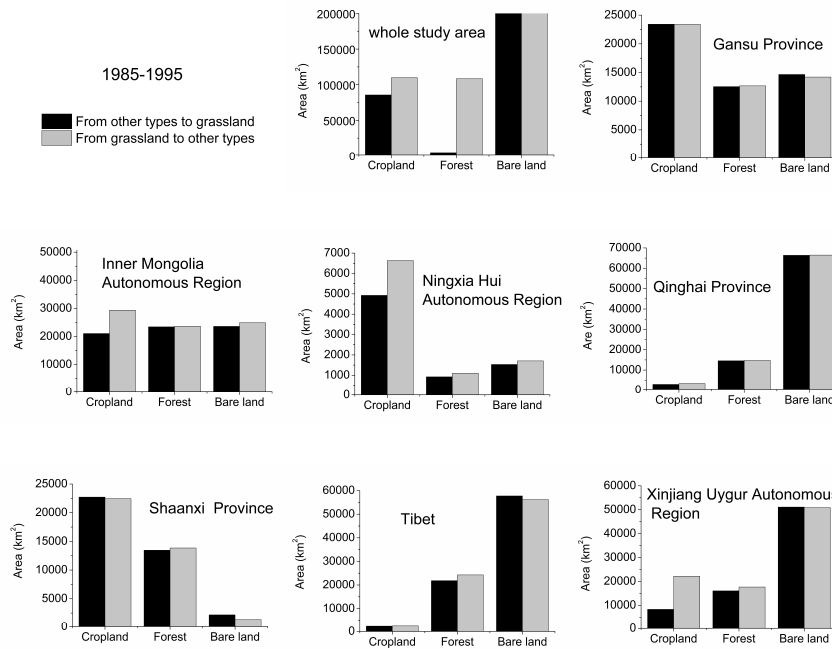 1985-1995
From other types to grassland
From grassland to other types
whole study area
Area (km²)
200000
150000
100000
50000
0
Cropland Forest Bare land
Gansu Province
Area (km²)
25000
20000
15000
10000
5000
0
Cropland Forest Bare land
Inner Mongolia
Autonomous Region
Area (km²)
50000
40000
30000
20000
10000
0
Cropland Forest Bare land
Ningxia Hui
Autonomous Region
Area (km²)
7000
6000
5000
4000
3000
2000
1000
0
Cropland Forest Bare land
Qinghai Province
Are (km²)
70000
60000
50000
40000
30000
20000
10000
0
Cropland Forest Bare land
Shaanxi Province
Area (km²)
25000
20000
15000
10000
5000
0
Cropland Forest Bare land
Tibet
Area (km²)
60000
50000
40000
30000
20000
10000
0
Cropland Forest Bare land
Xinjiang Uygur Autonomous
Region
Area (km²)
60000
50000
40000
30000
20000
10000
0
Cropland Forest Bare land